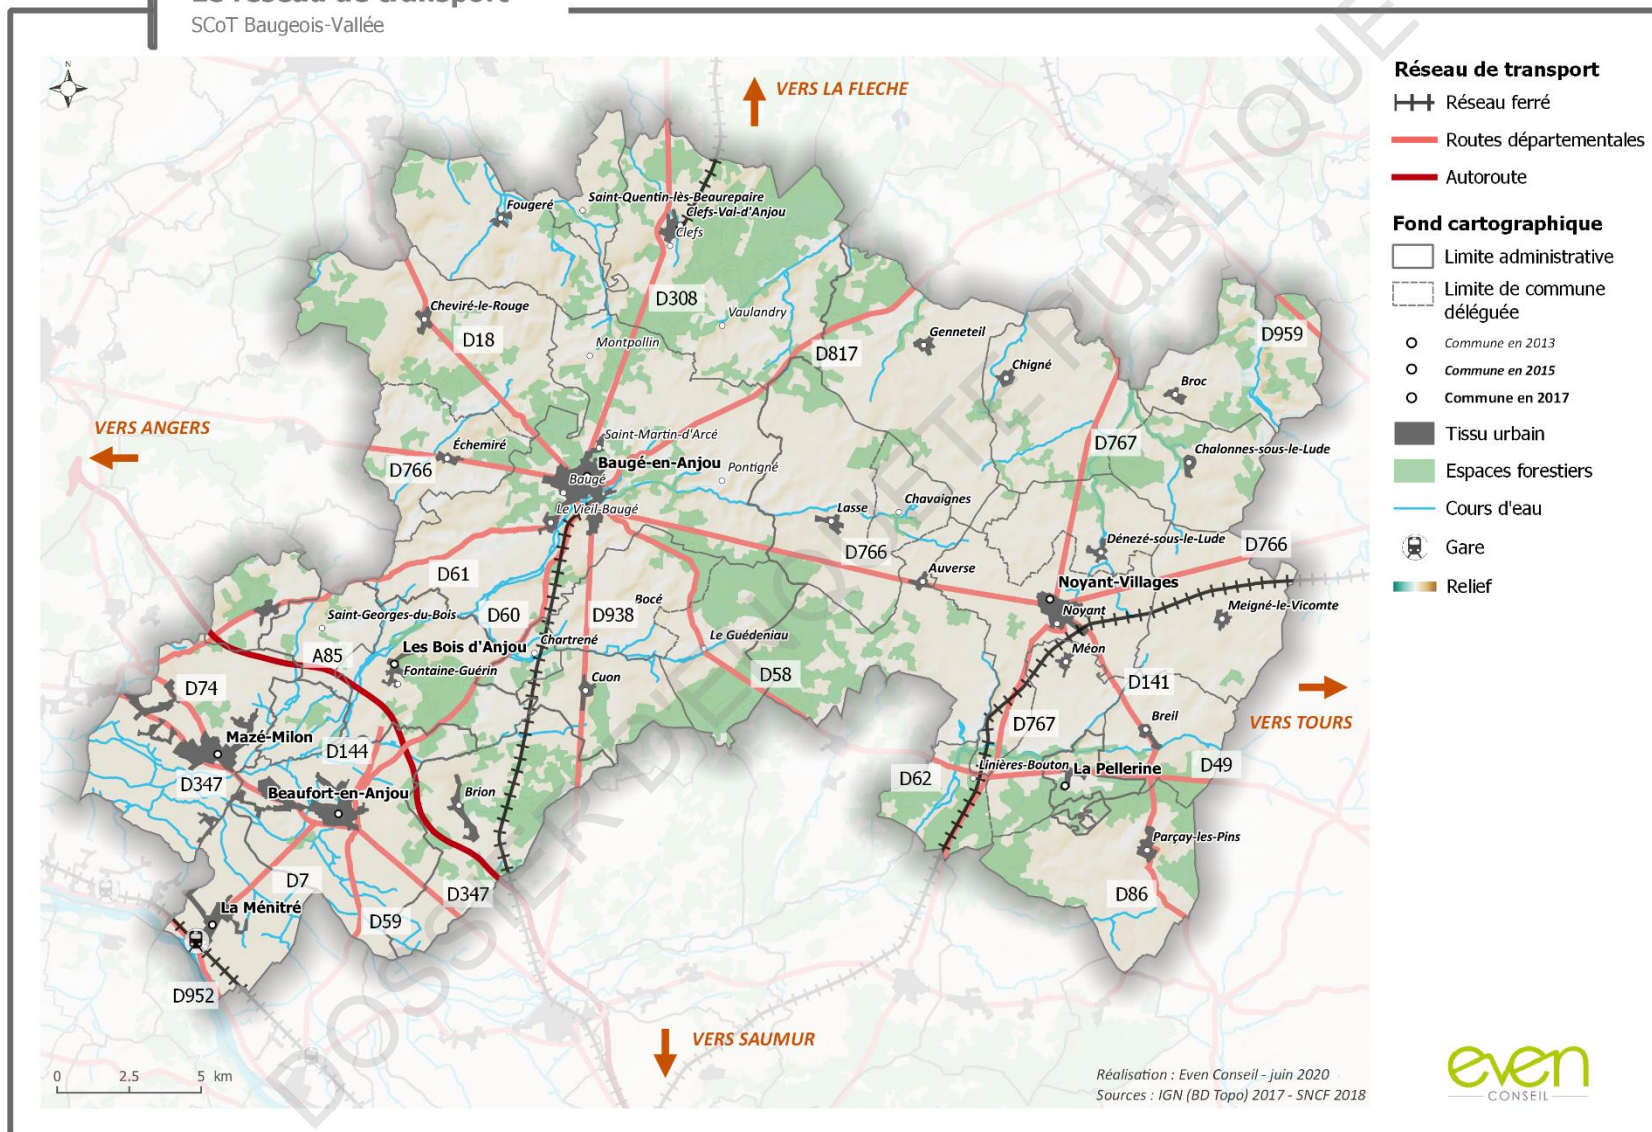 SCoT Baugeois-Vallée
N
VERS LA FLECHE
Saint-Quentin-lès-Beaurepaire
Fougeré
Clefs-Val-d'Anjou
Clefs
D308
Cheviré-le-Rouge
Vaulandry
D18
Montpollin
Genneteil
D959
D817
Chigné
Broc
VERS ANGERS
Saint-Martin-d'Arcé
Échemiré
D767
Chalonnes-sous-le-Lude
D766
Baugé-en-Anjou
Pontigné
Baugé
Chavaignes
Le Vieil-Baugé
Lasse
Dénezé-sous-le-Lude
D766
D766
D61
Auverse
Noyant-Villages
Bocé
Meigné-le-Vicomte
Saint-Georges-du-Bois
D60
D938
Noyant
Le Guédeniau
Chartrené
Les Bois d'Anjou
A85
Méon
Fontaine-Guérin
Cuon
D58
D141
D74
VERS TOURS
Breil
D767
Mazé-Milon
D144
D347
Linières-Bouton
La Pellerine
D49
D62
Beaufort-en-Anjou
Brion
Parçay-les-Pins
D7
D347
D86
La Ménitré
D59
D952
VERS SAUMUR
0 2.5 5 km
Réalisation : Even Conseil - juin 2020
Sources : IGN (BD Topo) 2017 - SNCF 2018
Réseau de transport
Réseau ferré
Routes départementales
Autoroute
Fond cartographique
Limite administrative
Limite de commune
déléguée
Commune en 2013
Commune en 2015
Commune en 2017
Tissu urbain
Espaces forestiers
Cours d'eau
Gare
Relief
even
CONSEIL